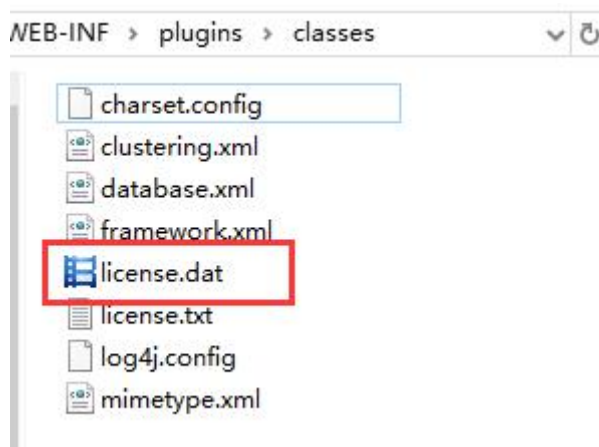 WEB-INF > plugins > classes
charset.config
clustering.xml
database.xml
framework.xml
license.dat
license.txt
log4j.config
mimetype.xml